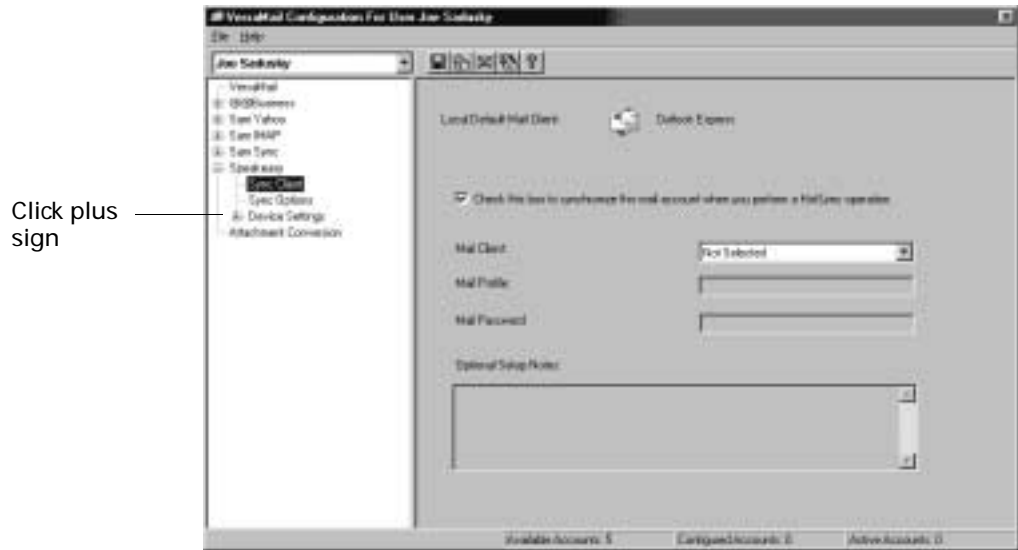 VersaMail Configuration For User Joe Sadusky
File Help
Joe Sadusky
VersaMail
Sam Yahoo
Sam IMAP
Sam Sync
Speakeasy
Sync Client
Sync Options
Device Settings
Attachment Conversion
Click plus
sign
Local Default Mail Client
Outlook Express
Check this box to synchronize this mail account when you perform a HotSync operation
Mail Client
Not Selected
Mail Profile
Mail Password
Optional Setup Notes
Available Accounts: 5
Configured Accounts: 0
Active Accounts: 0